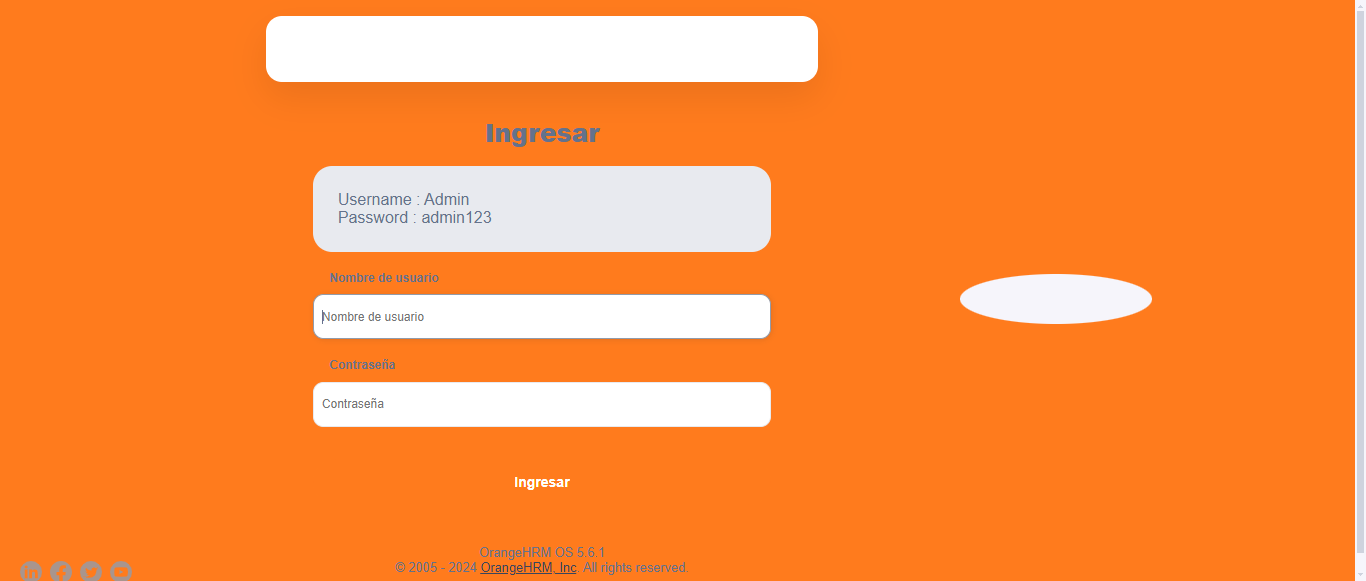 Ingresar
Username : Admin
Password : admin123
Nombre de usuario
Nombre de usuario
Contraseña
Contraseña
Ingresar
OrangeHRM OS 5.6.1
© 2005 - 2024 OrangeHRM, Inc. All rights reserved.